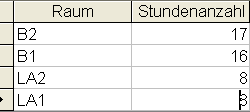 Raum Stundenanzahl
B2 17
B1 16
LA2 8
LA1 8